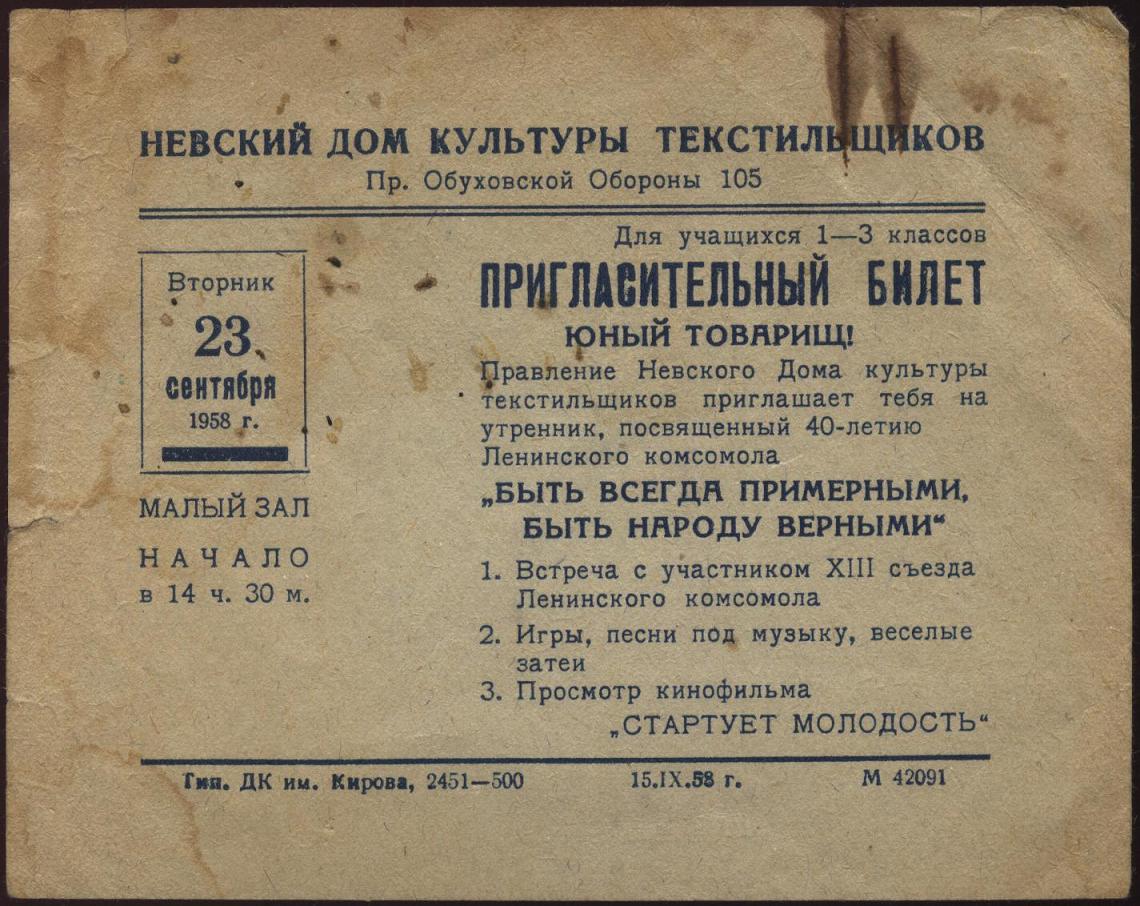 НЕВСКИЙ ДОМ КУЛЬТУРЫ ТЕКСТИЛЬЩИКОВ
Пр. Обуховской Обороны 105
Вторник
23
сентября
1958 г.
МАЛЫЙ ЗАЛ
НАЧАЛО
в 14 ч. 30 м.
Для учащихся 1—3 классов
ПРИГЛАСИТЕЛЬНЫЙ БИЛЕТ
ЮНЫЙ ТОВАРИЩ!
Правление Невского Дома культуры
текстильщиков приглашает тебя на
утренник, посвященный 40-летию
Ленинского комсомола
„БЫТЬ ВСЕГДА ПРИМЕРНЫМИ,
БЫТЬ НАРОДУ ВЕРНЫМИ“
1. Встреча с участником XIII съезда
Ленинского комсомола
2. Игры, песни под музыку, веселые
затеи
3. Просмотр кинофильма
„СТАРТУЕТ МОЛОДОСТЬ“
Тип. ДК им. Кирова, 2451—500 15.IX.58 г. М 42091